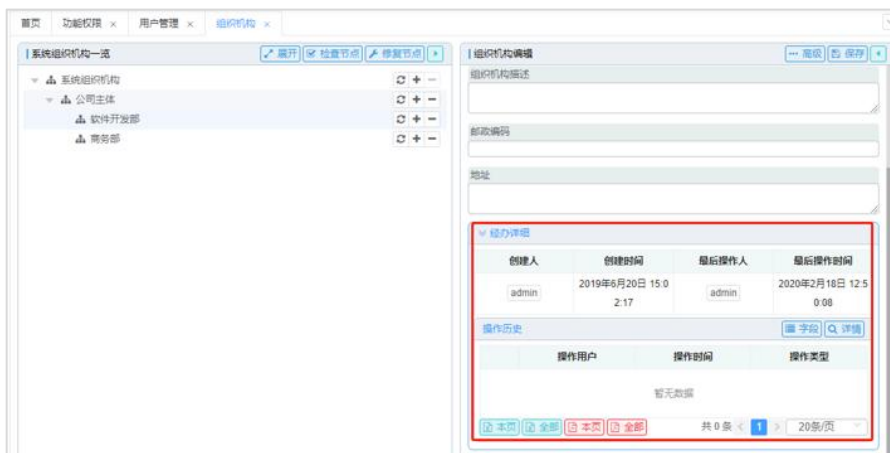 首页 功能权限 × 用户管理 × 组织机构 ×
系统组织机构一览 展开 检查节点 修复节点
系统组织机构
公司主体
软件开发部
商务部
组织机构编辑 高级 保存
组织机构描述
邮政编码
地址
经办详细
创建人 创建时间 最后操作人 最后操作时间
admin 2019年6月20日 15:0 admin 2020年2月18日 12:5
2:17 0:08
操作历史 字段 详情
操作用户 操作时间 操作类型
暂无数据
本页 全部 本页 全部 共 0 条 < 1 > 20条/页